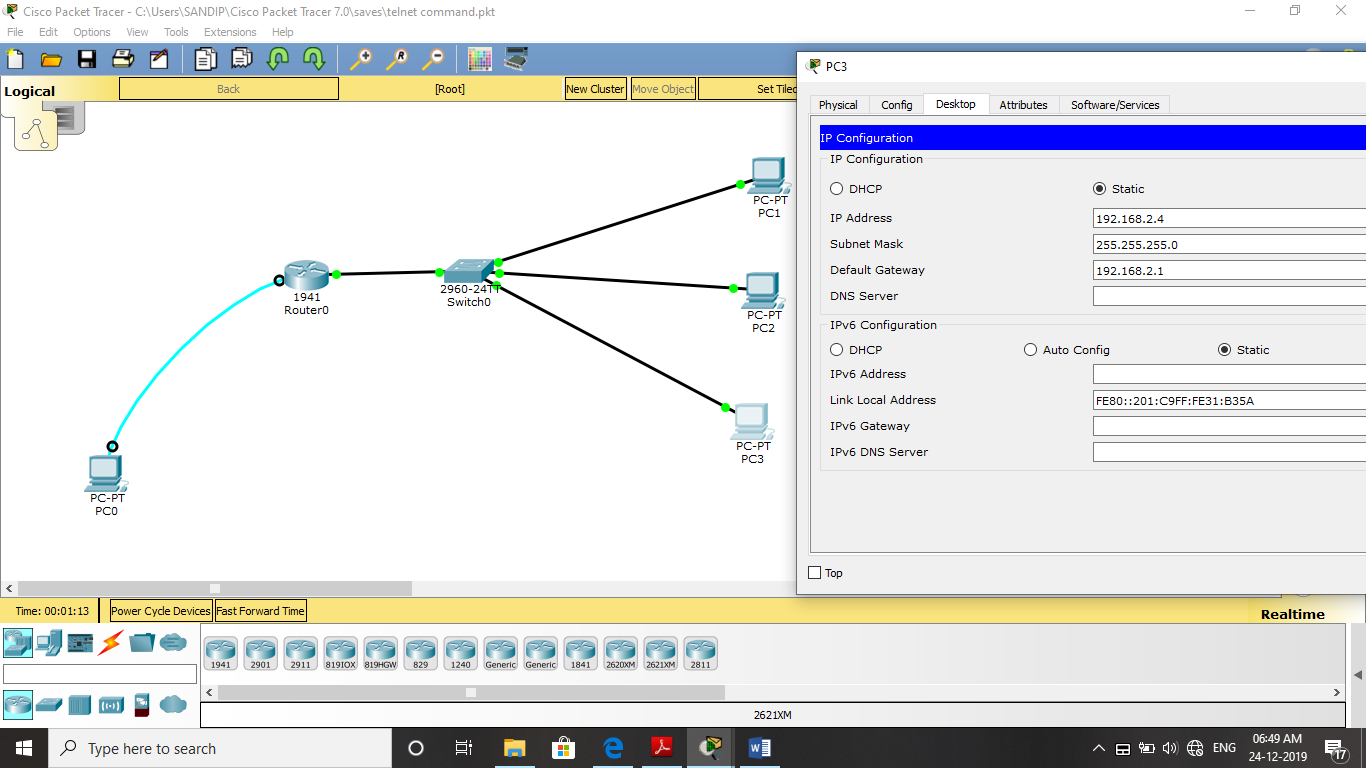 Cisco Packet Tracer - C:\Users\SANDIP\Cisco Packet Tracer 7.0\saves\telnet command.pkt
File Edit Options View Tools Extensions Help
Logical
Back
[Root]
New Cluster
Move Object
Set Tiled
PC-PT
PC1
1941
Router0
2960-24TT
Switch0
PC-PT
PC2
PC-PT
PC3
PC-PT
PC0
PC3
Physical Config Desktop Attributes Software/Services
IP Configuration
IP Configuration
DHCP Static
IP Address 192.168.2.4
Subnet Mask 255.255.255.0
Default Gateway 192.168.2.1
DNS Server
IPv6 Configuration
DHCP Auto Config Static
IPv6 Address
Link Local Address FE80::201:C9FF:FE31:B35A
IPv6 Gateway
IPv6 DNS Server
Top
Time: 00:01:13 Power Cycle Devices Fast Forward Time Realtime
1941 2901 2911 819IOX 819HGW 829 1240 Generic Generic 1841 2620XM 2621XM 2811
2621XM
Type here to search
ENG
06:49 AM
24-12-2019
17